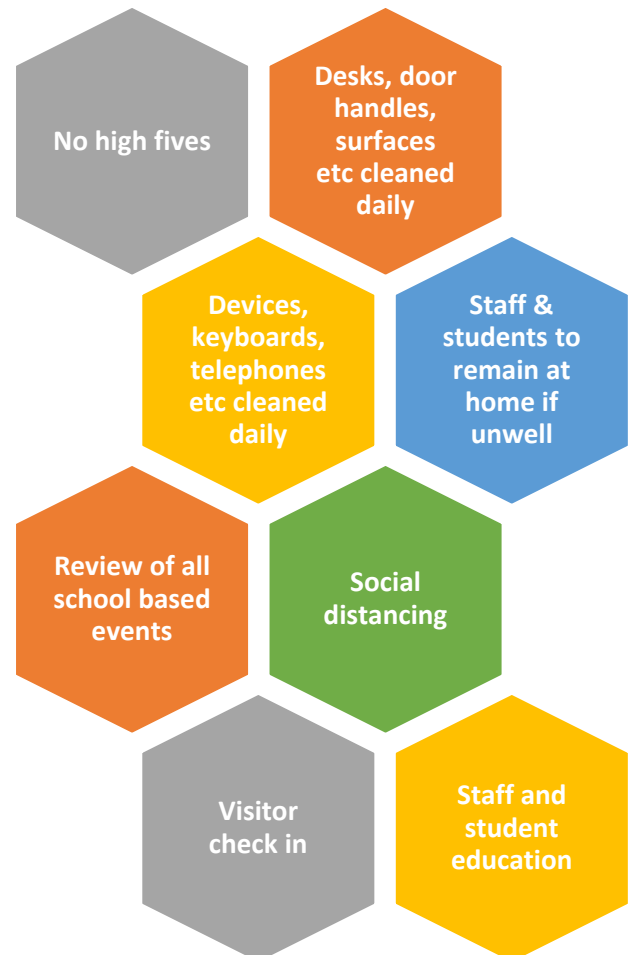 No high fives
Desks, door
handles,
surfaces
etc cleaned
daily
Devices,
keyboards,
telephones
etc cleaned
daily
Staff &
students to
remain at
home if
unwell
Review of all
school based
events
Social
distancing
Visitor
check in
Staff and
student
education